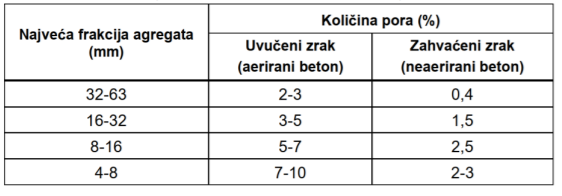 Najveća frakcija agregata (mm)
Količina pora (%)
Uvučeni zrak (aerirani beton)
Zahvaćeni zrak (neaerirani beton)
32-63 2-3 0,4
16-32 3-5 1,5
8-16 5-7 2,5
4-8 7-10 2-3